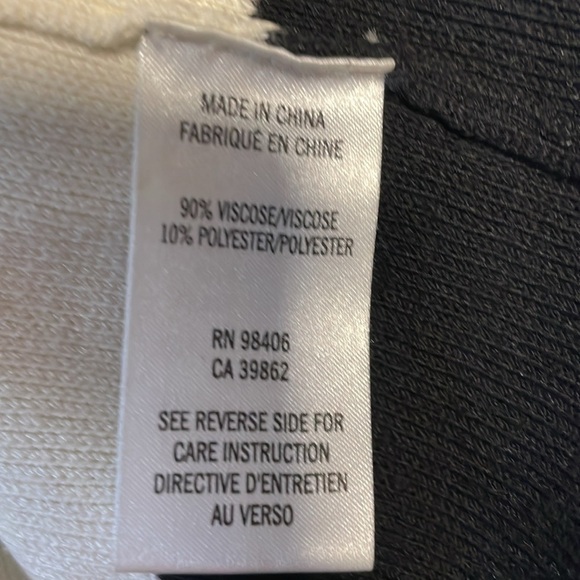 MADE IN CHINA
FABRIQUÉ EN CHINE
90% VISCOSE/VISCOSE
10% POLYESTER/POLYESTER
RN 98406
CA 39862
SEE REVERSE SIDE FOR
CARE INSTRUCTION
DIRECTIVE D'ENTRETIEN
AU VERSO